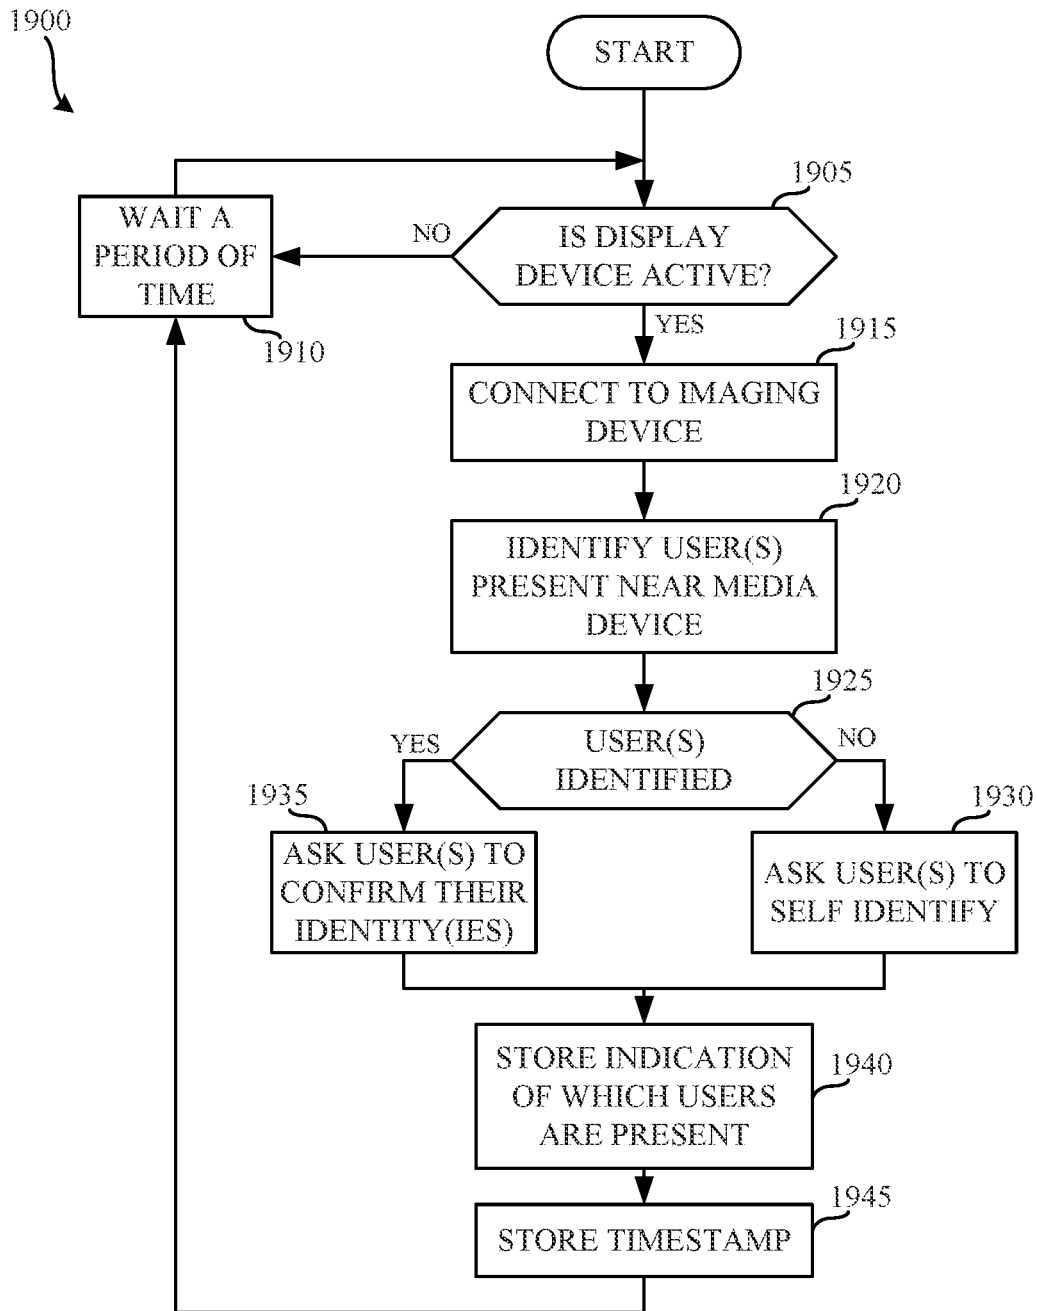 1900
START
1905
WAIT A
PERIOD OF
TIME
NO
IS DISPLAY
DEVICE ACTIVE?
1910
YES
1915
CONNECT TO IMAGING
DEVICE
1920
IDENTIFY USER(S)
PRESENT NEAR MEDIA
DEVICE
1925
YES
USER(S)
IDENTIFIED
NO
1935
1930
ASK USER(S) TO
CONFIRM THEIR
IDENTITY(IES)
ASK USER(S) TO
SELF IDENTIFY
STORE INDICATION
OF WHICH USERS
ARE PRESENT
1940
1945
STORE TIMESTAMP